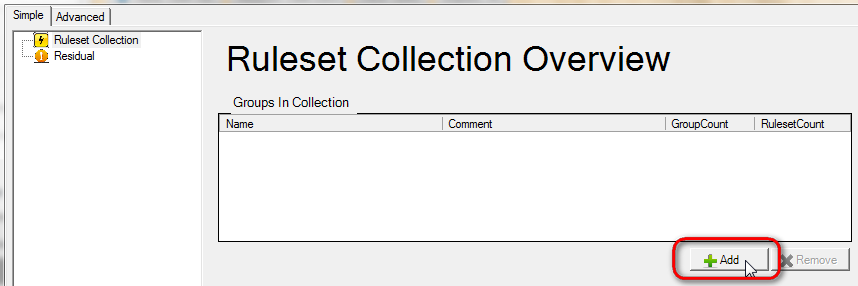 Simple Advanced
Ruleset Collection
Residual
Ruleset Collection Overview
Groups In Collection
Name Comment GroupCount RulesetCount
Add Remove